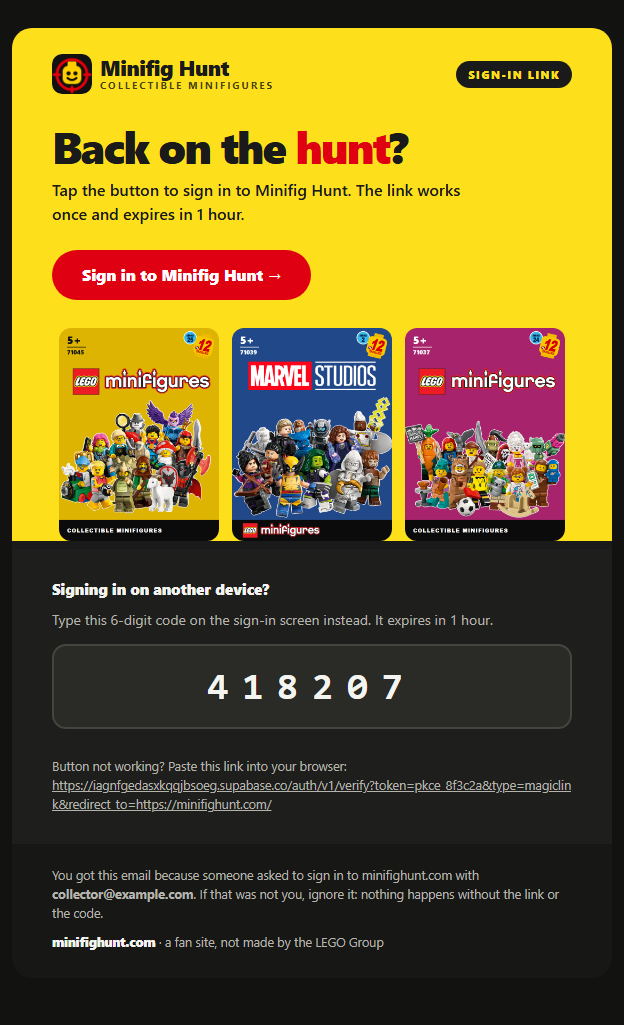 Minifig Hunt
COLLECTIBLE MINIFIGURES
SIGN-IN LINK
Back on the hunt?
Tap the button to sign in to Minifig Hunt. The link works
once and expires in 1 hour.
Sign in to Minifig Hunt →
5+
71045
12
LEGO minifigures
COLLECTIBLE MINIFIGURES
5+
71039
12
MARVEL STUDIOS
LEGO minifigures
5+
71037
12
LEGO minifigures
COLLECTIBLE MINIFIGURES
Signing in on another device?
Type this 6-digit code on the sign-in screen instead. It expires in 1 hour.
418207
Button not working? Paste this link into your browser:
https://iagnfgedasxkqqjbsoeg.supabase.co/auth/v1/verify?token=pkce_8f3c2a&type=magiclin
k&redirect_to=https://minifighunt.com/
You got this email because someone asked to sign in to minifighunt.com with
collector@example.com. If that was not you, ignore it: nothing happens without the link or
the code.
minifighunt.com · a fan site, not made by the LEGO Group